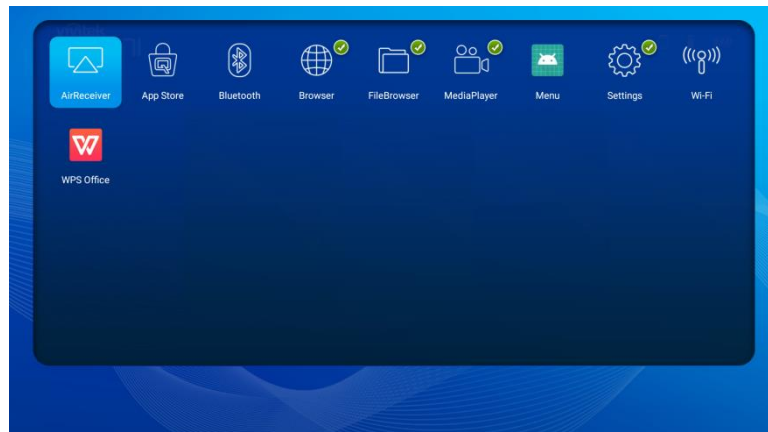 AirReceiver
App Store
Bluetooth
Browser
FileBrowser
MediaPlayer
Menu
Settings
Wi-Fi
WPS Office